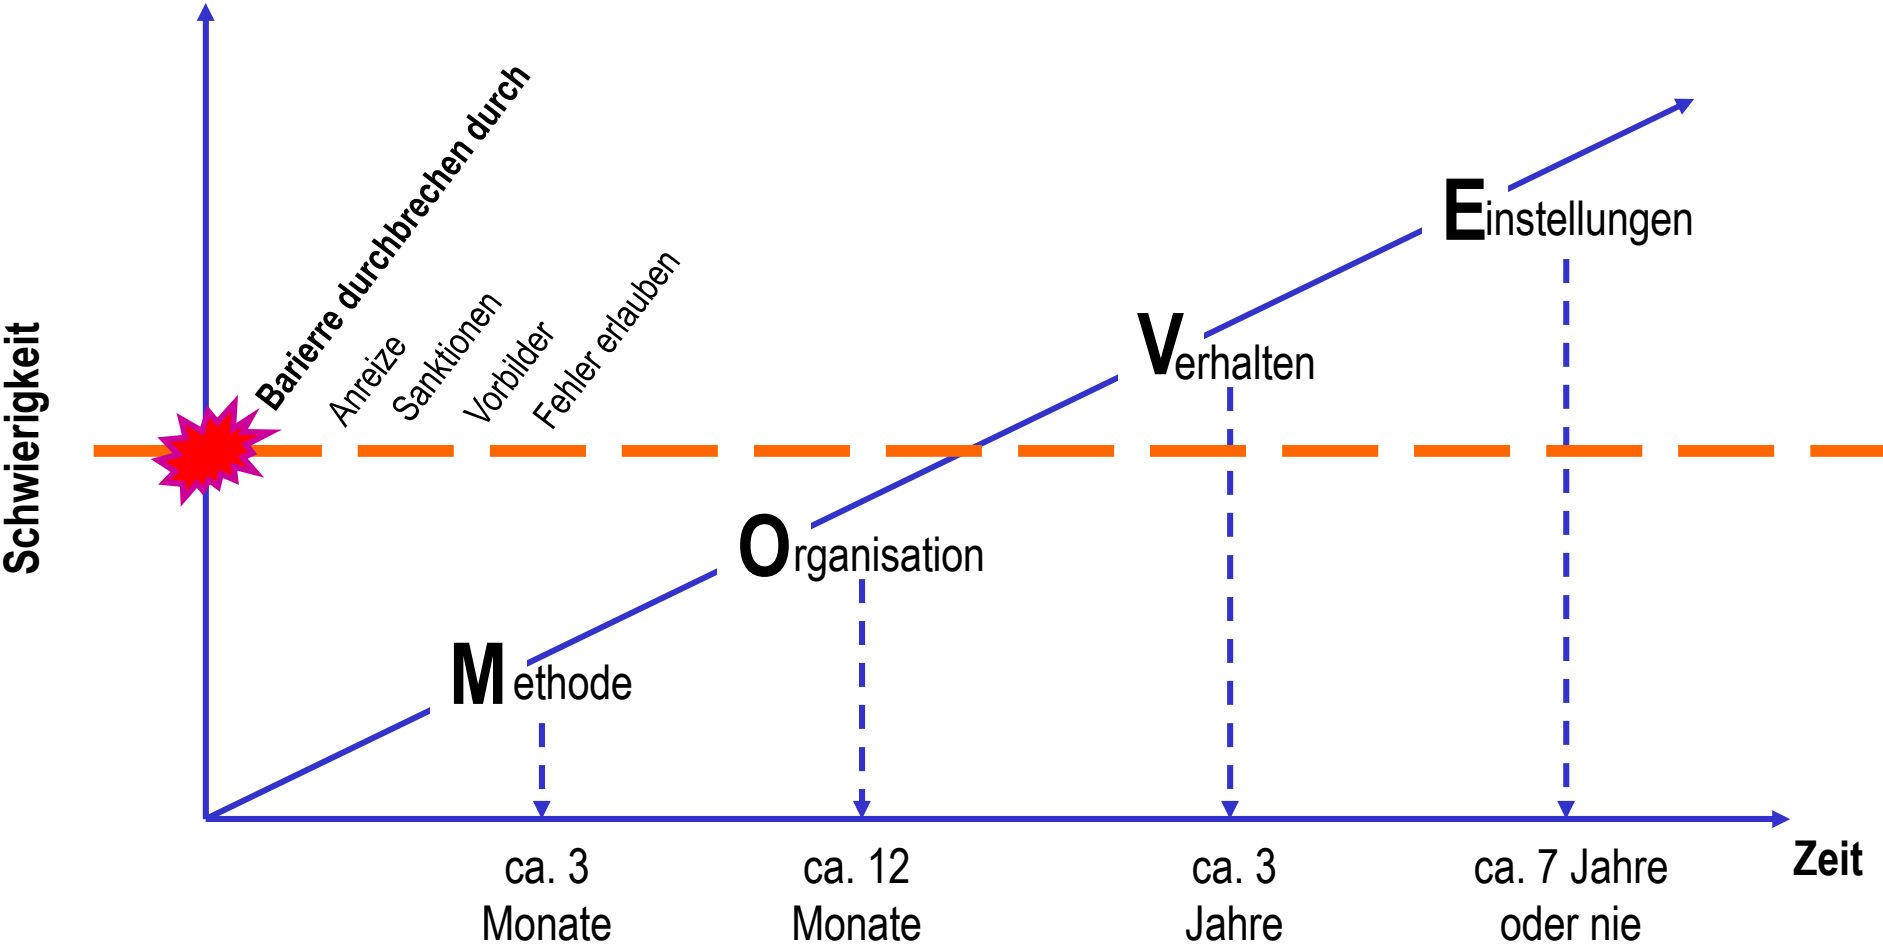 Schwierigkeit
Barierre durchbrechen durch
Anreize
Sanktionen
Vorbilder
Fehler erlauben
Einstellungen
Verhalten
Organisation
Methode
ca. 3
Monate
ca. 12
Monate
ca. 3
Jahre
ca. 7 Jahre
oder nie
Zeit